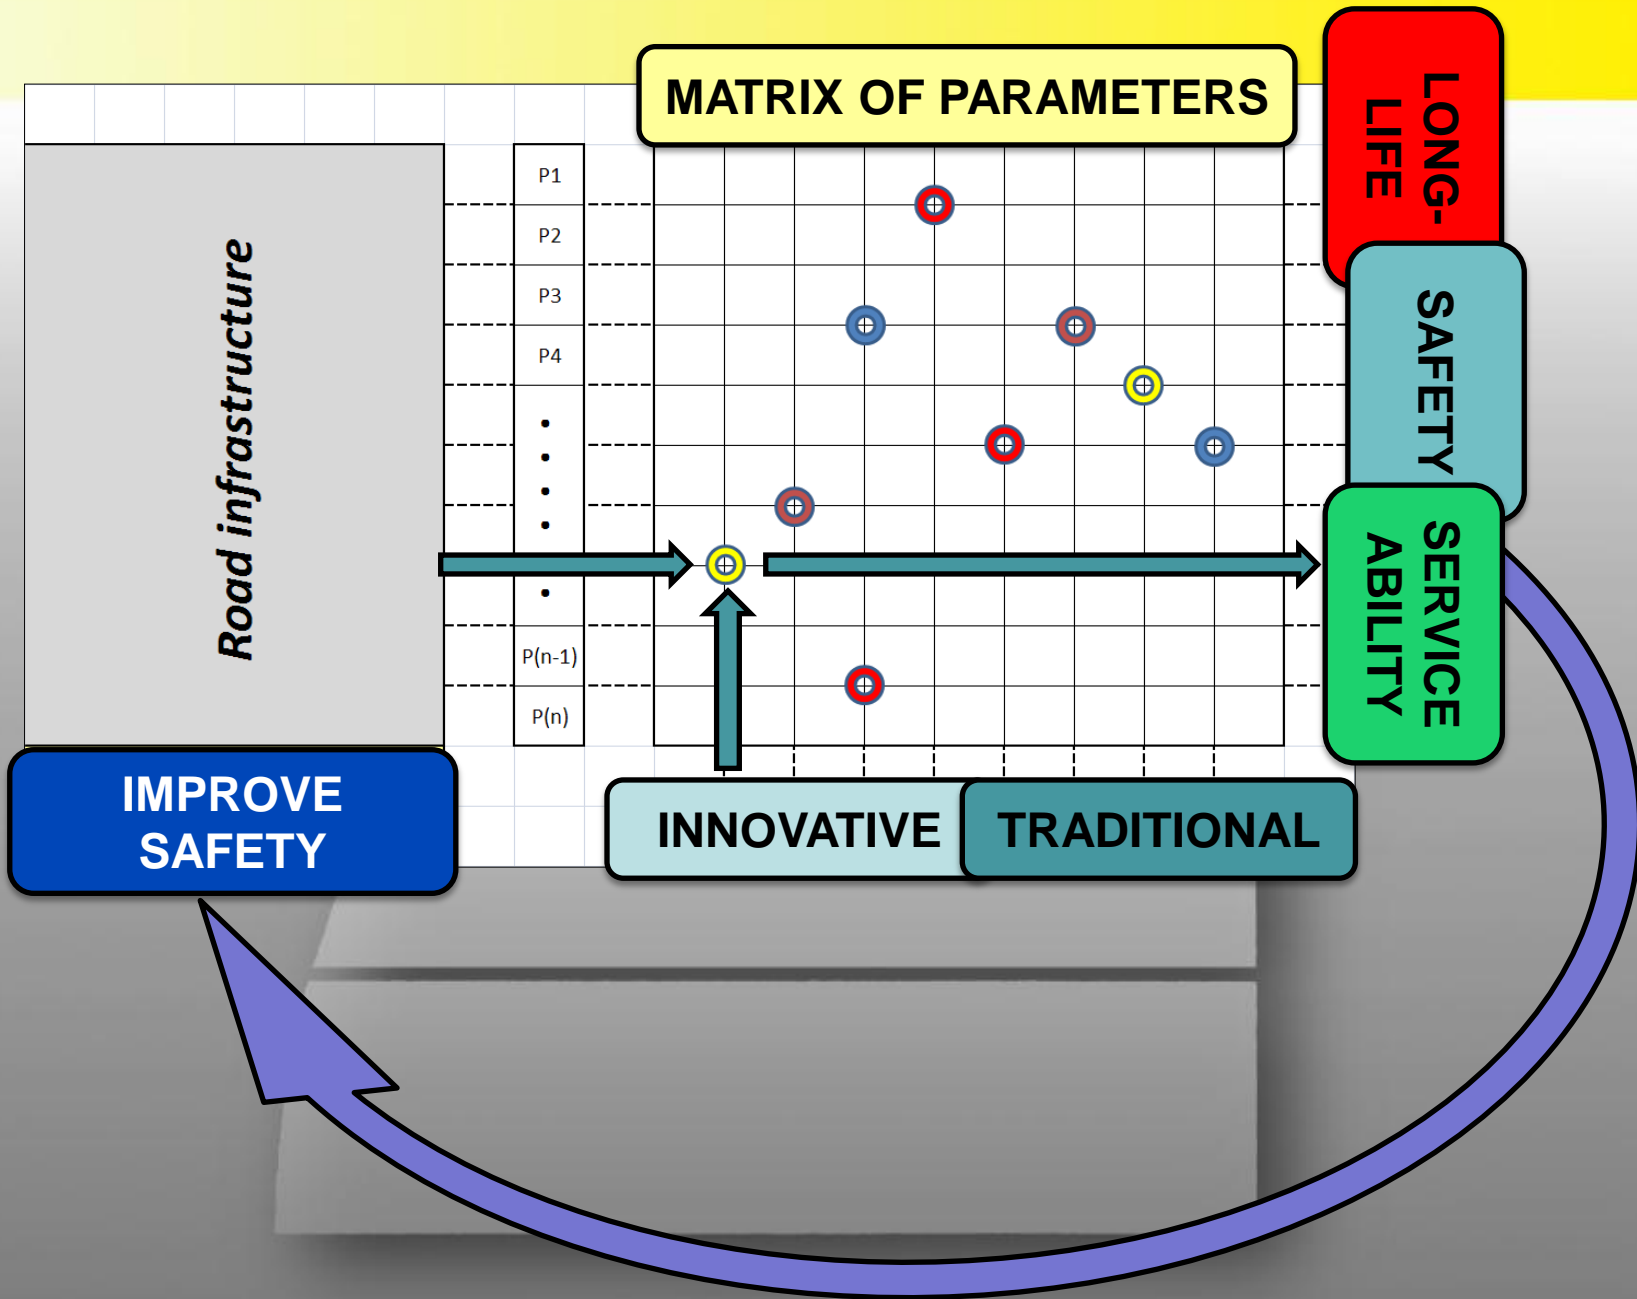 MATRIX OF PARAMETERS
LONG-
LIFE
SAFETY
SERVICE
ABILITY
Road infrastructure
P1
P2
P3
P4
P(n-1)
P(n)
IMPROVE
SAFETY
INNOVATIVE
TRADITIONAL